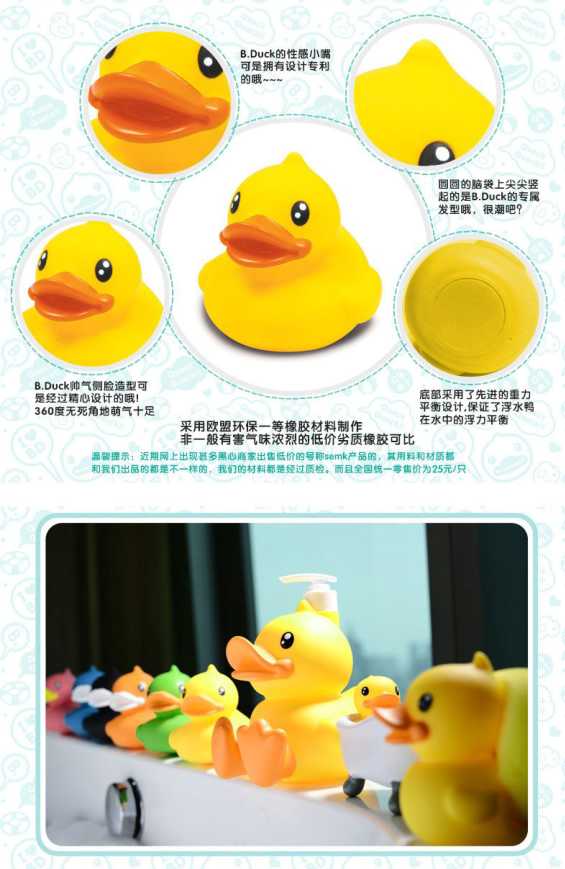 B.Duck的性感小嘴
可是拥有设计专利
的哦~~~
圆圆的脑袋上尖尖竖
起的是B.Duck的专属
发型哦，很潮吧？
B.Duck帅气侧脸造型可
是经过精心设计的哦!
360度无死角地萌气十足
底部采用了先进的重力
平衡设计,保证了浮水鸭
在水中的浮力平衡
采用欧盟环保一等橡胶材料制作
非一般有害气味浓烈的低价劣质橡胶可比
温馨提示：近期网上出现甚多黑心商家出售低价的号称semk产品的，其用料和材质都
和我们出品的都是不一样的，我们的材料都是经过质检。而且全国统一零售价为25元/只